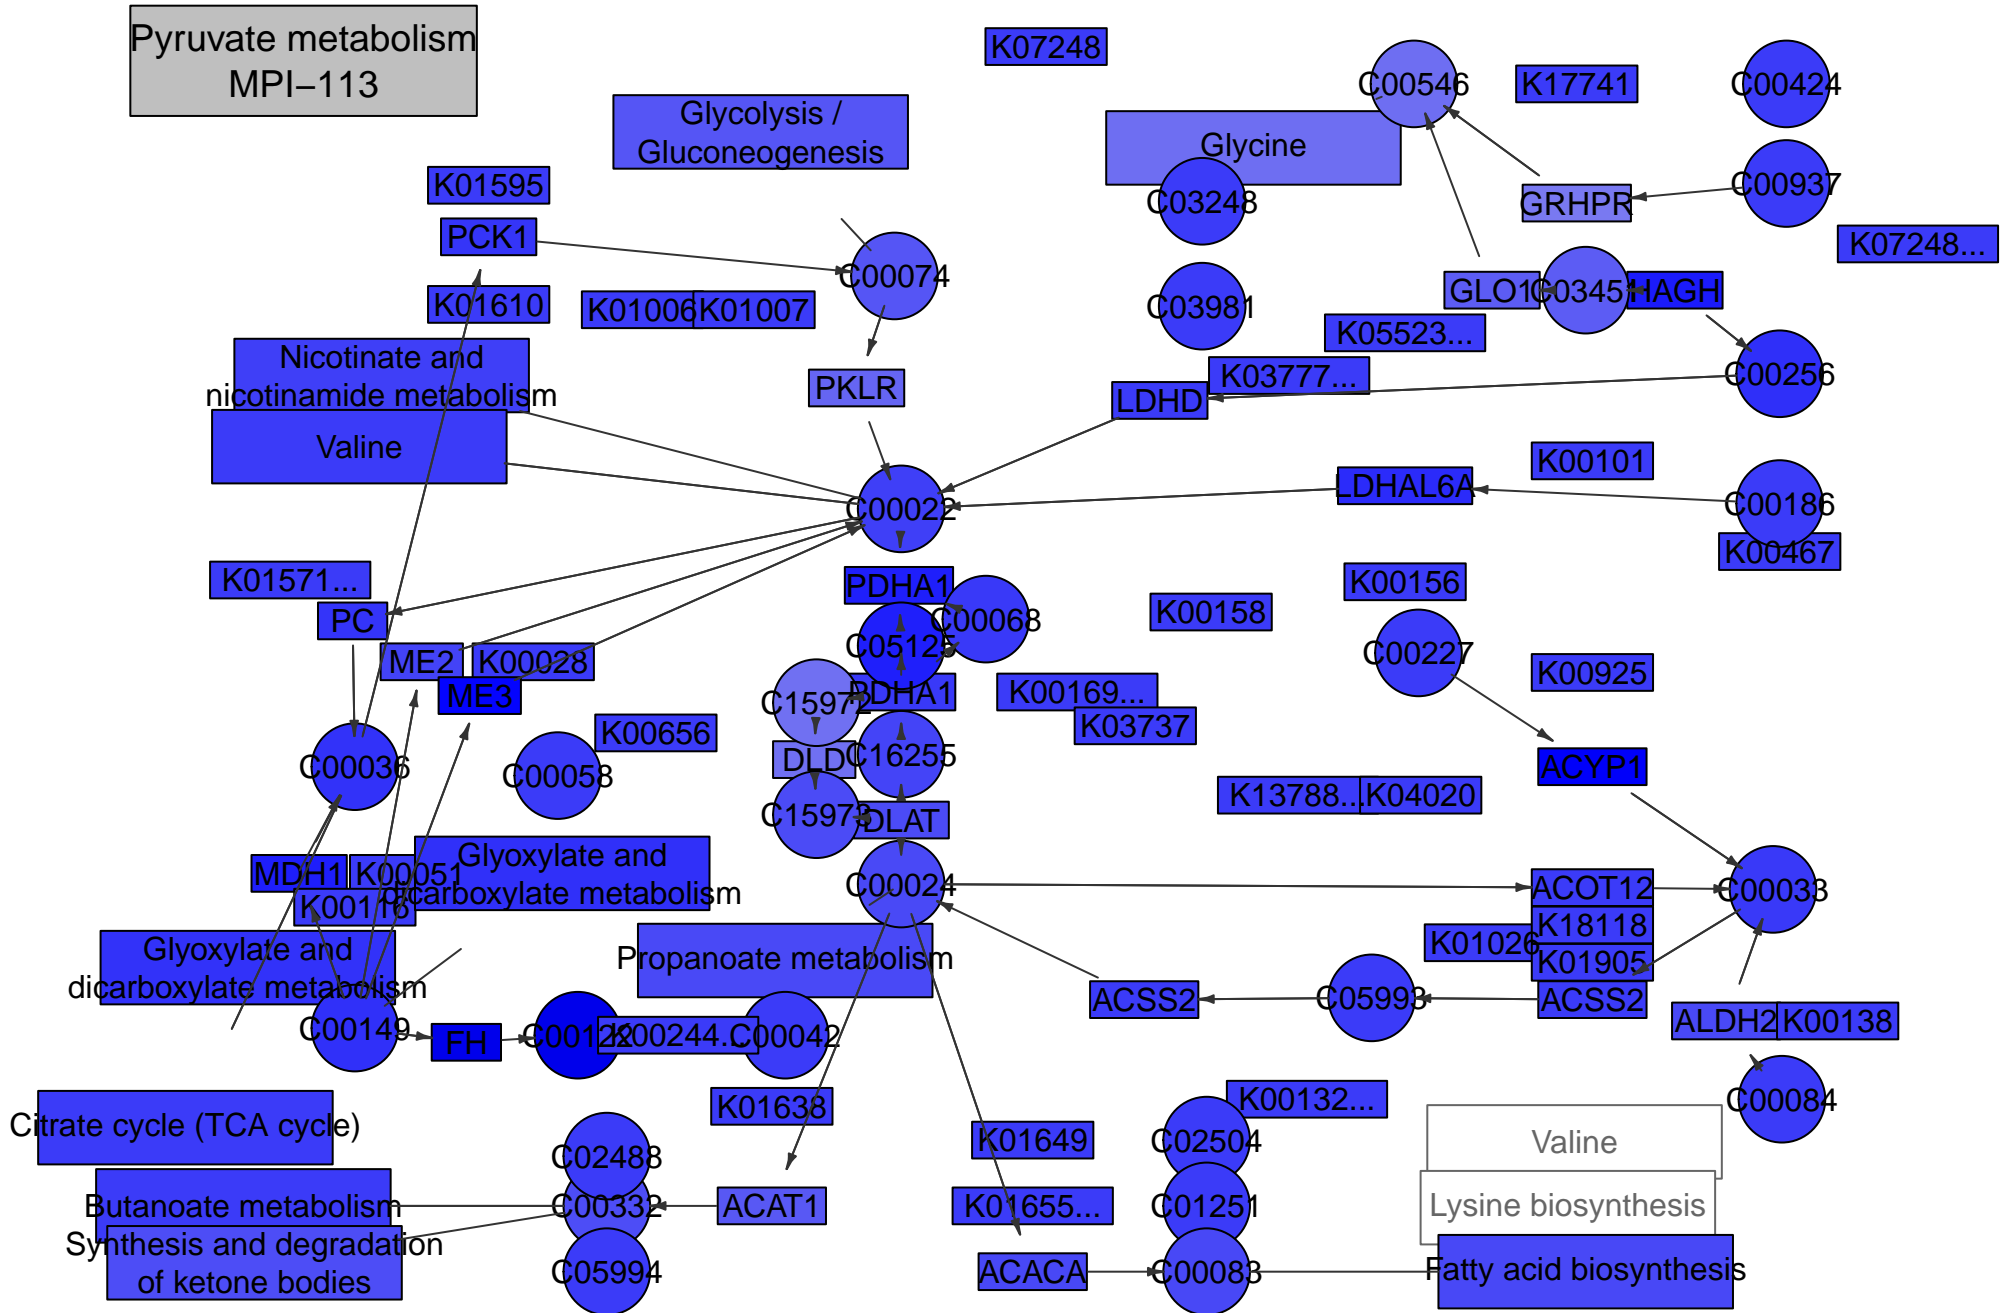 Pyruvate metabolism
MPI−113
K07248
C00546
K17741
C00424
Glycolysis /
Gluconeogenesis
Glycine
K01595
C03248
GRHPR
C00937
PCK1
K07248...
C00074
K01610
K01006
K01007
C03981
GLO1
C03451
HAGH
K05523...
Nicotinate and
nicotinamide metabolism
PKLR
K03777...
C00256
LDHD
Valine
K00101
LDHAL6A
C00022
C00186
K00467
K01571...
PDHA1
K00156
PC
C00068
K00158
C05125
C00227
ME2
K00028
K00925
ME3
PDHA1
K00169...
C15972
K03737
K00656
C00036
C00058
DLD
C16255
ACYP1
K13788...
K04020
C15973
DLAT
Glyoxylate and
dicarboxylate metabolism
MDH1
K00051
K00116
C00024
ACOT12
C00033
K18118
K01026
K01905
Glyoxylate and
dicarboxylate metabolism
Propanoate metabolism
ACSS2
C05993
ACSS2
C00149
FH
C00122
K00244...
C00042
ALDH2
K00138
K01638
K00132...
C00084
Citrate cycle (TCA cycle)
C02488
K01649
C02504
Valine
Butanoate metabolism
C00332
ACAT1
K01655...
C01251
Lysine biosynthesis
Synthesis and degradation
of ketone bodies
C05994
ACACA
C00083
Fatty acid biosynthesis